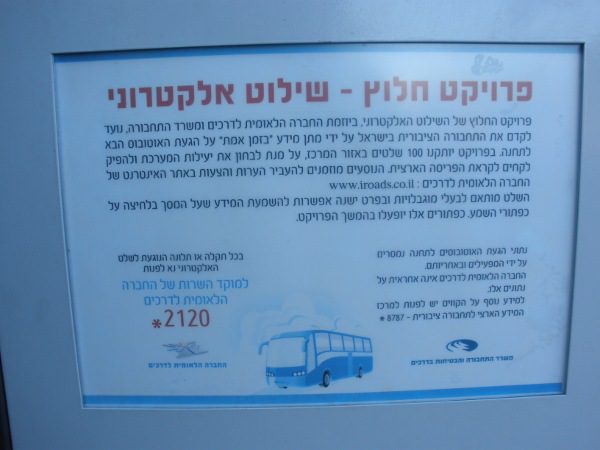 פרויקט חלוץ - שילוט אלקטרוני
פרויקט החלוץ של השילוט האלקטרוני, ביוזמת החברה הלאומית לדרכים ומשרד התחבורה, נועד
לקדם את התחבורה הציבורית בישראל על ידי מתן מידע "בזמן אמת" על הגעת האוטובוס הבא
לתחנה. בפרויקט יותקנו 100 שלטים באזור המרכז, על מנת לבחון את יעילות המערכת ולהפיק
לקחים לקראת הפריסה הארצית. הנוסעים מוזמנים להעביר הערות והצעות באתר האינטרנט של
החברה הלאומית לדרכים : www.iroads.co.il
השלט מותאם לבעלי מוגבלויות ובפרט ישנה אפשרות להשמעת המידע שעל המסך בלחיצה על
כפתורי השמע. כפתורים אלו יופעלו בהמשך הפרויקט.
נתוני הגעת האוטובוסים לתחנה נמסרים
על ידי המפעילים ובאחריותם.
החברה הלאומית לדרכים אינה אחראית על
נתונים אלו.
למידע נוסף על הקווים יש לפנות למרכז
המידע הארצי לתחבורה ציבורית - 8787 *
משרד התחבורה והבטיחות בדרכים
בכל תקלה או תלונה הנוגעת לשלט
האלקטרוני נא לפנות
למוקד השרות של החברה
הלאומית לדרכים
*2120
החברה הלאומית לדרכים